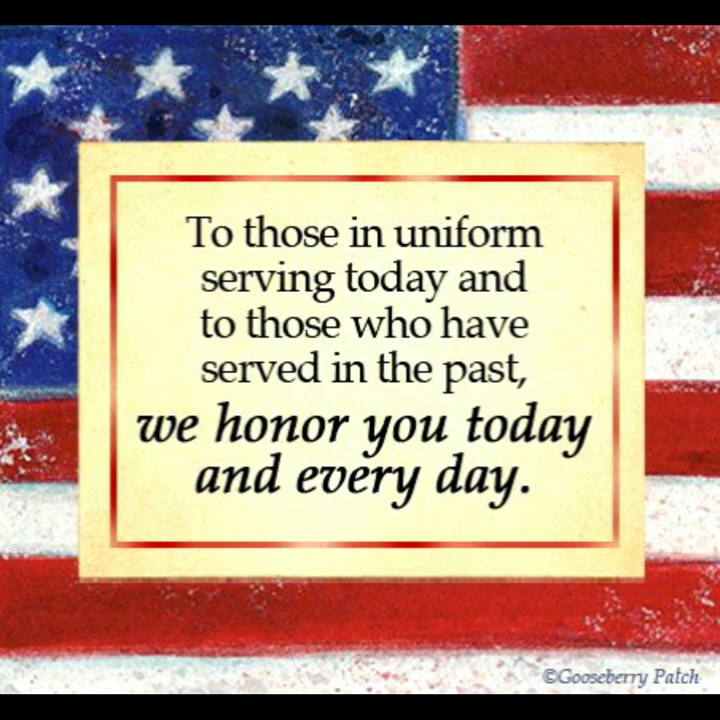 To those in uniform
serving today and
to those who have
served in the past,
we honor you today
and every day.
©Gooseberry Patch